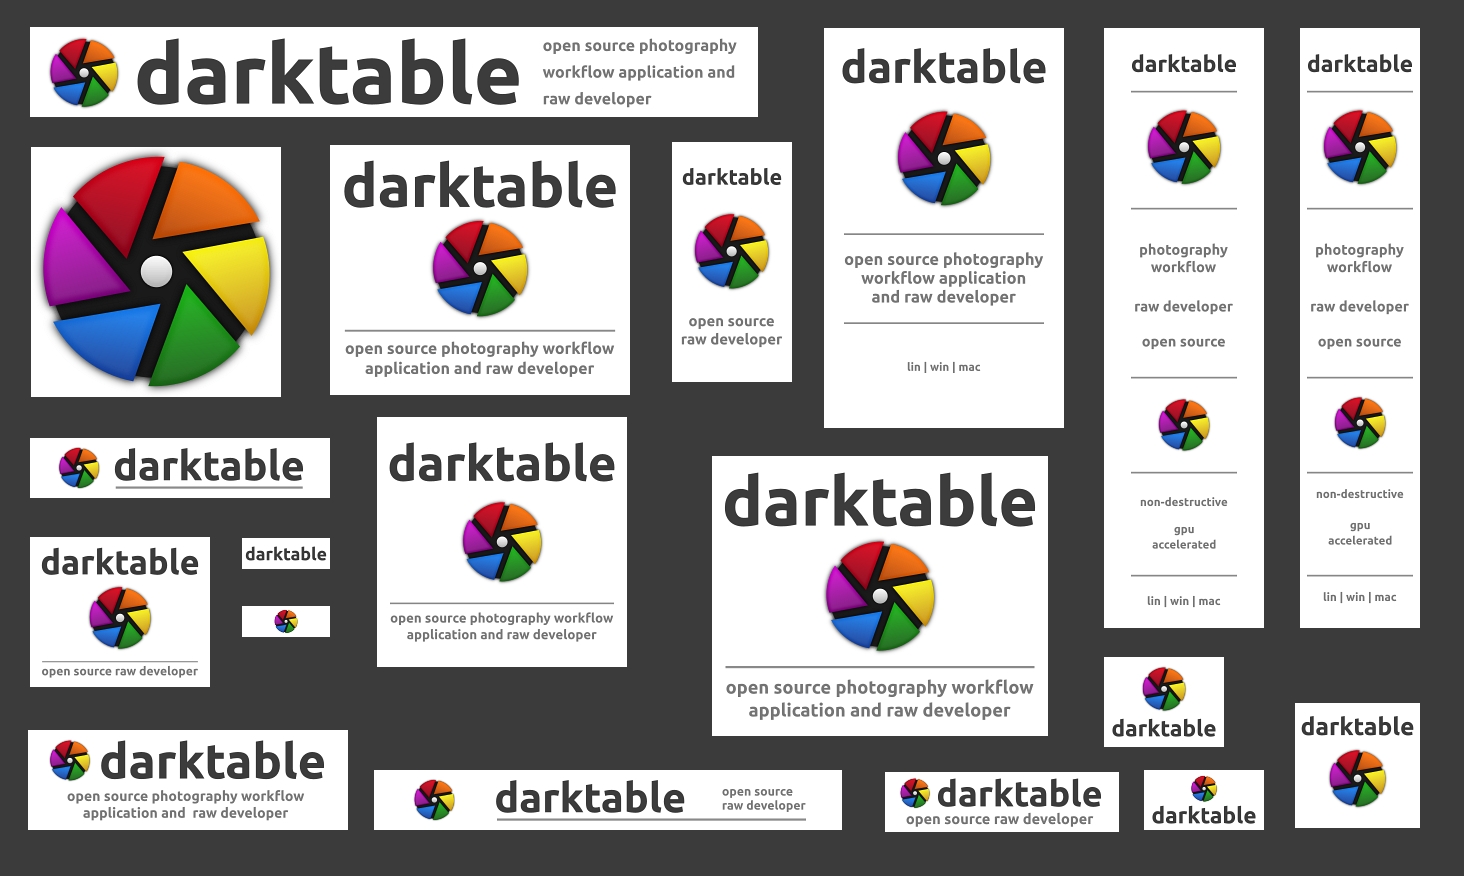 darktable
open source photography
workflow application and
raw developer
darktable
open source photography workflow
application and raw developer
darktable
open source
raw developer
darktable
open source photography
workflow application
and raw developer
lin | win | mac
darktable
photography
workflow
raw developer
open source
non-destructive
gpu
accelerated
lin | win | mac
darktable
photography
workflow
raw developer
open source
non-destructive
gpu
accelerated
lin | win | mac
darktable
darktable
open source photography workflow
application and raw developer
darktable
open source photography workflow
application and raw developer
darktable
open source raw developer
darktable
darktable
darktable
darktable
open source photography workflow
application and  raw developer
darktable
open source
raw developer
darktable
open source raw developer
darktable